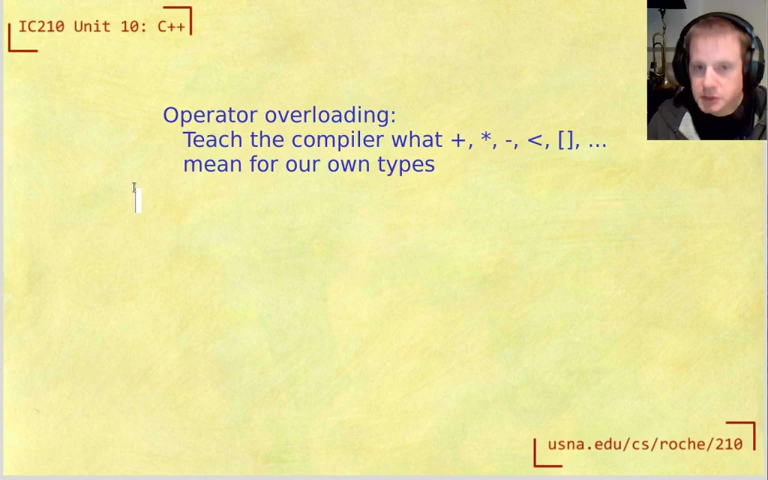 IC210 Unit 10: C++
Operator overloading:
Teach the compiler what +, *, -, <, [], ...
mean for our own types
usna.edu/cs/roche/210